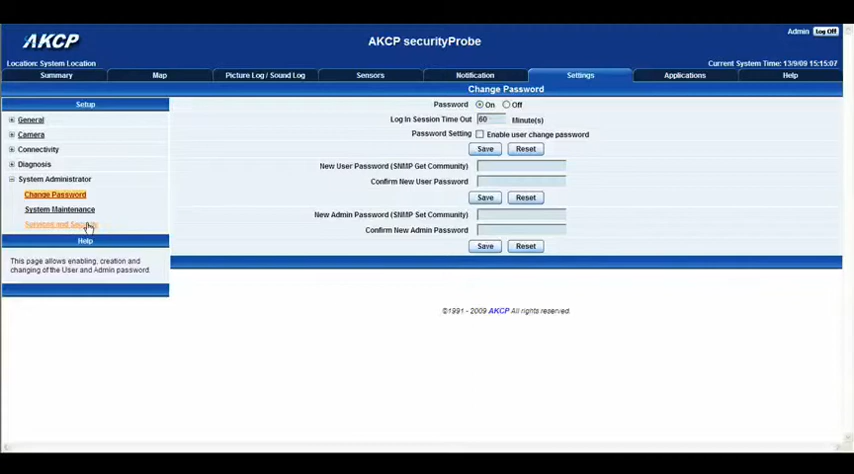 Admin Log Off
AKCP
AKCP securityProbe
Location: System Location
Current System Time: 13/9/09 15:15:07
Summary Map Picture Log / Sound Log Sensors Notification Settings Applications Help
Setup
General
Camera
Connectivity
Diagnosis
System Administrator
Change Password
System Maintenance
Services and Security
Help
This page allows enabling, creation and
changing of the User and Admin password.
Change Password
Password On Off
Log In Session Time Out 60 Minute(s)
Password Setting Enable user change password
Save Reset
New User Password (SNMP Get Community)
Confirm New User Password
Save Reset
New Admin Password (SNMP Set Community)
Confirm New Admin Password
Save Reset
©1991 - 2009 AKCP All rights reserved.